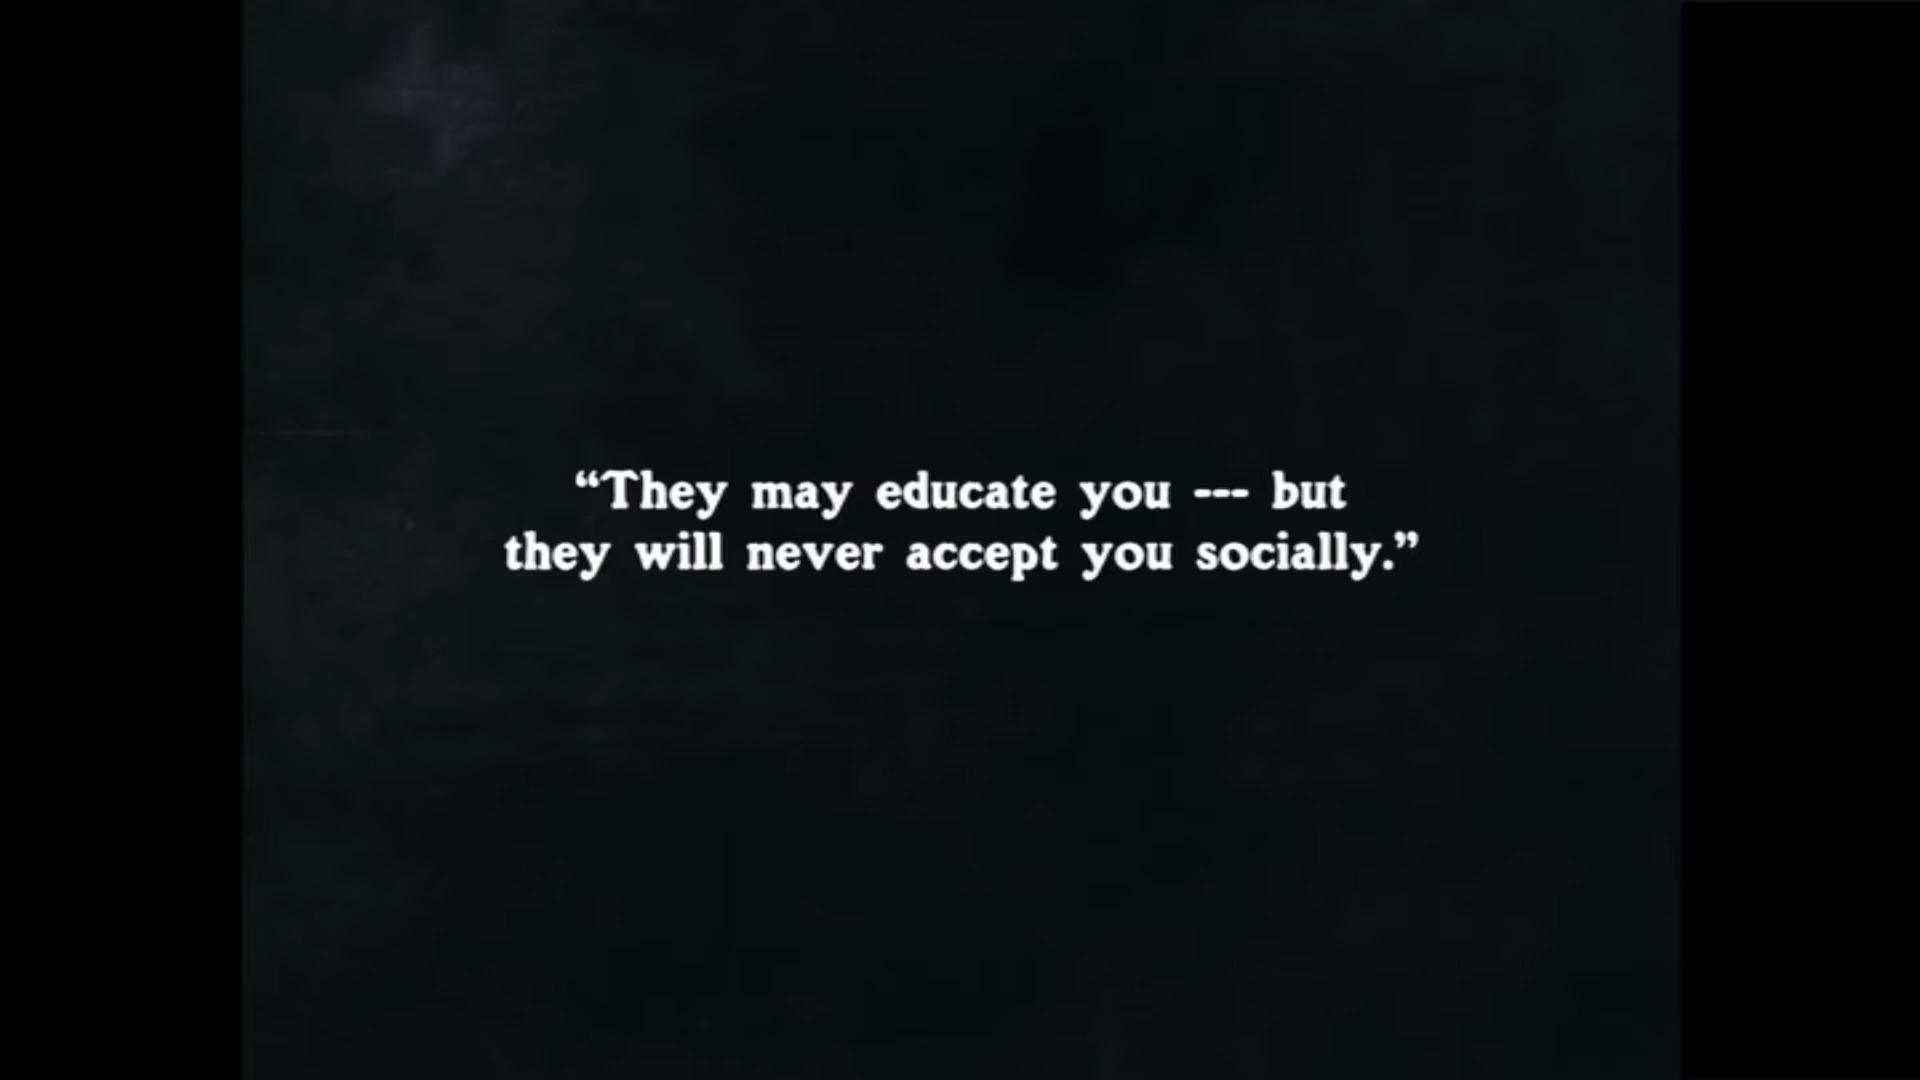 “They may educate you --- but
they will never accept you socially.”